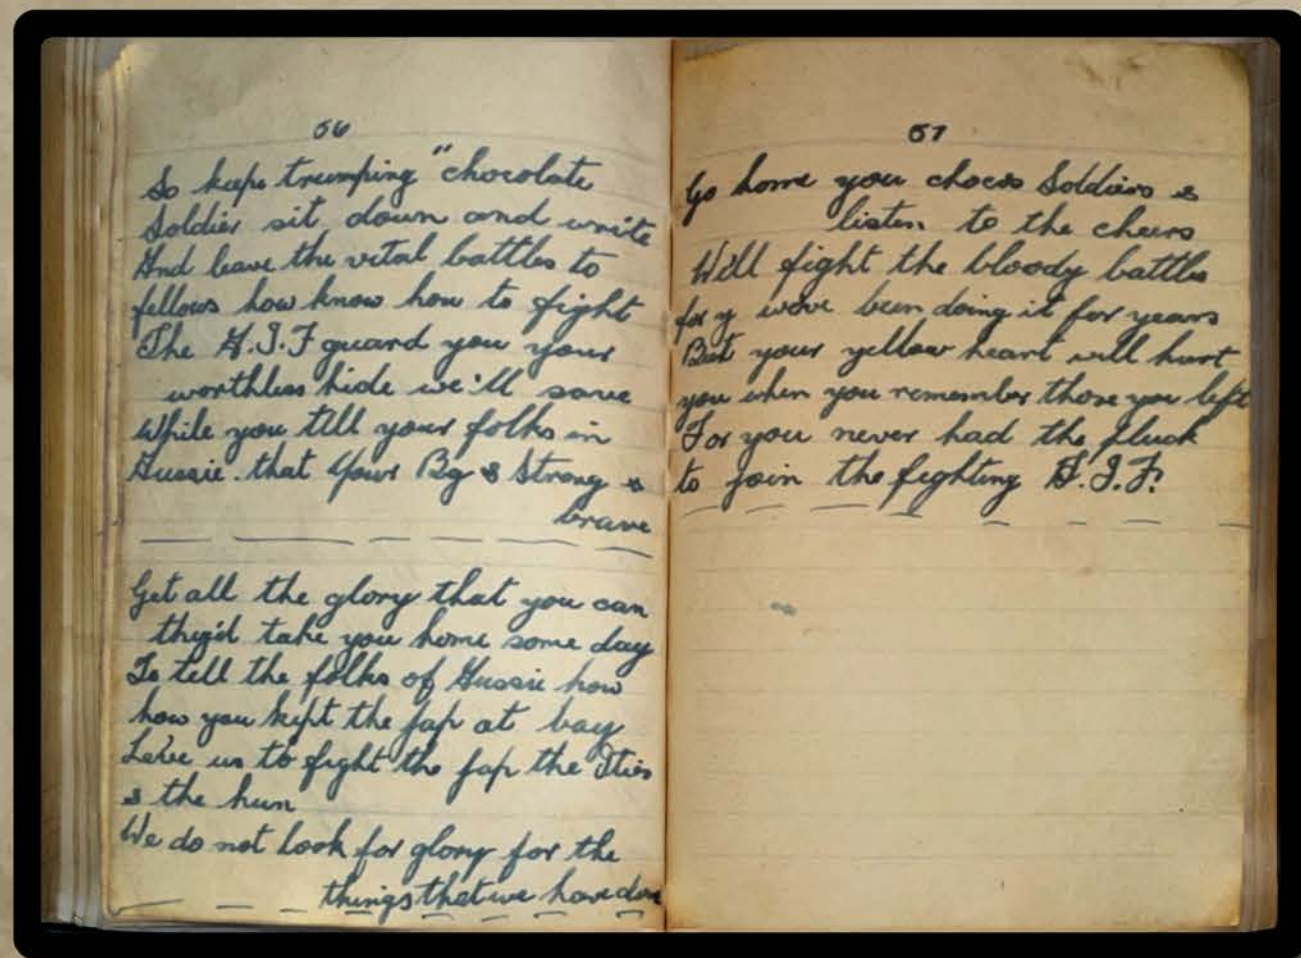 56
So keep trumping "chocolate
Soldier sit down and write
And leave the vital battles to
fellows how know how to fight
The A.I.F guard you your
worthless hide we'll save
While you tell your folks in
Aussie. that your Bg & Strong &
brave
Get all the glory that you can
they'd take you home some day
To tell the folks of Aussie how
how you kept the Jap at bay
Leave us to fight the Jap the Ities
& the hun
We do not look for glory for the
things that we have done
57
Go home you chocos Soldiers &
listen to the cheers
We'll fight the bloody battles
for y we've been doing it for years
But your yellow heart will hurt
you when you remember those you left
For you never had the pluck
to join the fighting A.I.F.